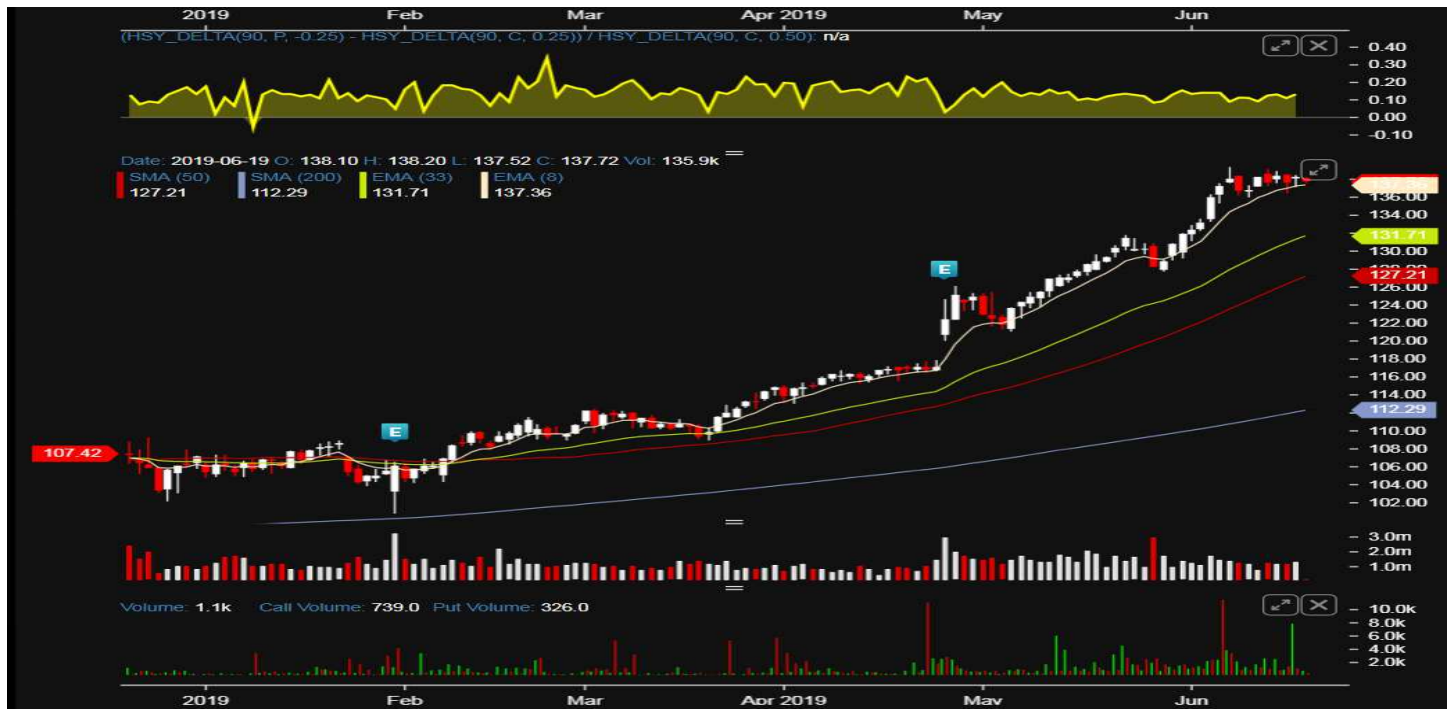 2019 Feb Mar Apr 2019 May Jun
(HSY_DELTA(90, P, -0.25) - HSY_DELTA(90, C, 0.25)) / HSY_DELTA(90, C, 0.50): n/a
0.40
0.30
0.20
0.10
0.00
-0.10
Date: 2019-06-19 O: 138.10 H: 138.20 L: 137.52 C: 137.72 Vol: 135.9k
SMA (50) SMA (200) EMA (33) EMA (8)
127.21 112.29 131.71 137.36
137.36
136.00
134.00
131.71
130.00
E
127.21
126.00
124.00
122.00
120.00
118.00
116.00
114.00
112.29
110.00
E
107.42
108.00
106.00
104.00
102.00
3.0m
2.0m
1.0m
Volume: 1.1k Call Volume: 739.0 Put Volume: 326.0
10.0k
8.0k
6.0k
4.0k
2.0k
2019 Feb Mar Apr 2019 May Jun